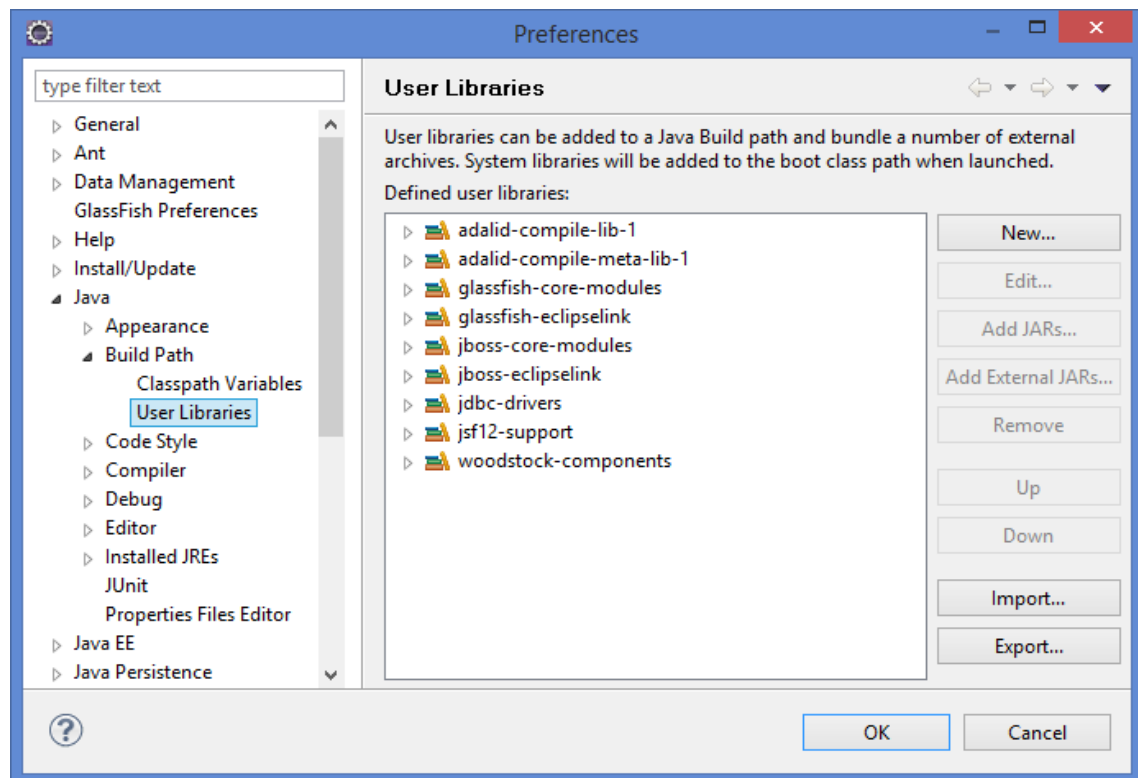 Preferences
type filter text
General
Ant
Data Management
GlassFish Preferences
Help
Install/Update
Java
Appearance
Build Path
Classpath Variables
User Libraries
Code Style
Compiler
Debug
Editor
Installed JREs
JUnit
Properties Files Editor
Java EE
Java Persistence
User Libraries
User libraries can be added to a Java Build path and bundle a number of external
archives. System libraries will be added to the boot class path when launched.
Defined user libraries:
adalid-compile-lib-1
adalid-compile-meta-lib-1
glassfish-core-modules
glassfish-eclipselink
jboss-core-modules
jboss-eclipselink
jdbc-drivers
jsf12-support
woodstock-components
New...
Edit...
Add JARs...
Add External JARs...
Remove
Up
Down
Import...
Export...
?
OK
Cancel